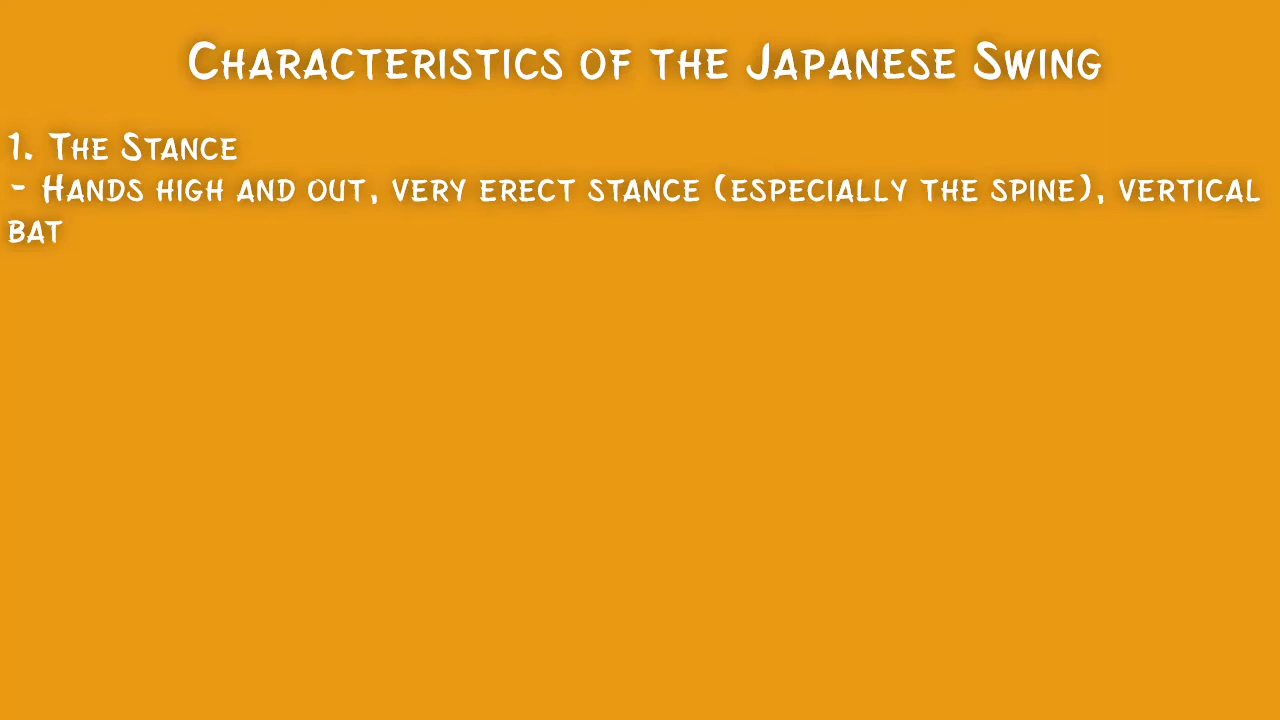 Characteristics of the Japanese Swing
1. The Stance
- Hands high and out, very erect stance (especially the spine), vertical
bat